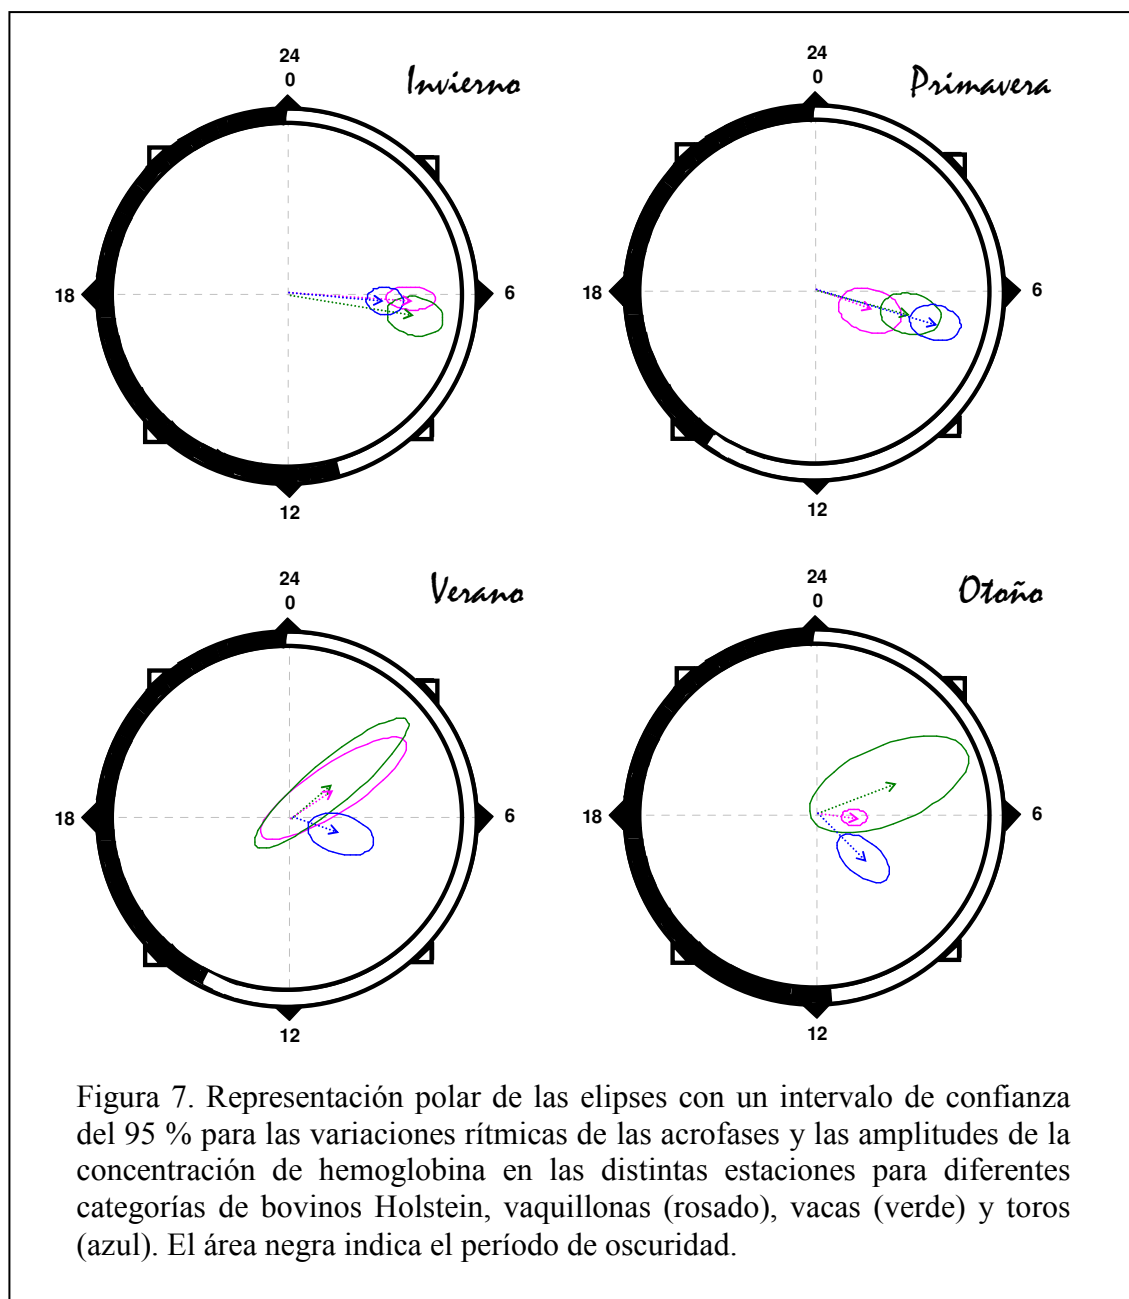 Invierno
24
0
18
6
12
Primavera
24
0
18
6
12
Verano
24
0
18
6
12
Otoño
24
0
18
6
12
Figura 7. Representación polar de las elipses con un intervalo de confianza
del 95 % para las variaciones rítmicas de las acrofases y las amplitudes de la
concentración de hemoglobina en las distintas estaciones para diferentes
categorías de bovinos Holstein, vaquillonas (rosado), vacas (verde) y toros
(azul). El área negra indica el período de oscuridad.